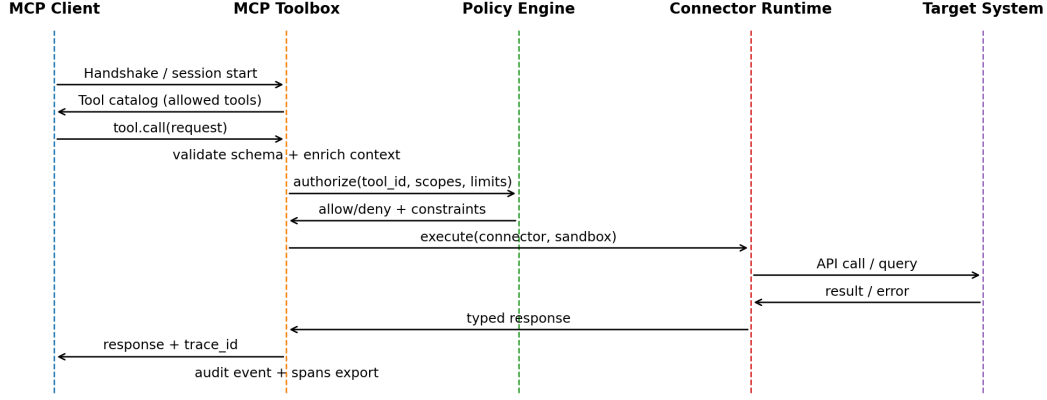 MCP Client MCP Toolbox Policy Engine Connector Runtime Target System
Handshake / session start
Tool catalog (allowed tools)
tool.call(request)
validate schema + enrich context
authorize(tool_id, scopes, limits)
allow/deny + constraints
execute(connector, sandbox)
API call / query
result / error
typed response
response + trace_id
audit event + spans export